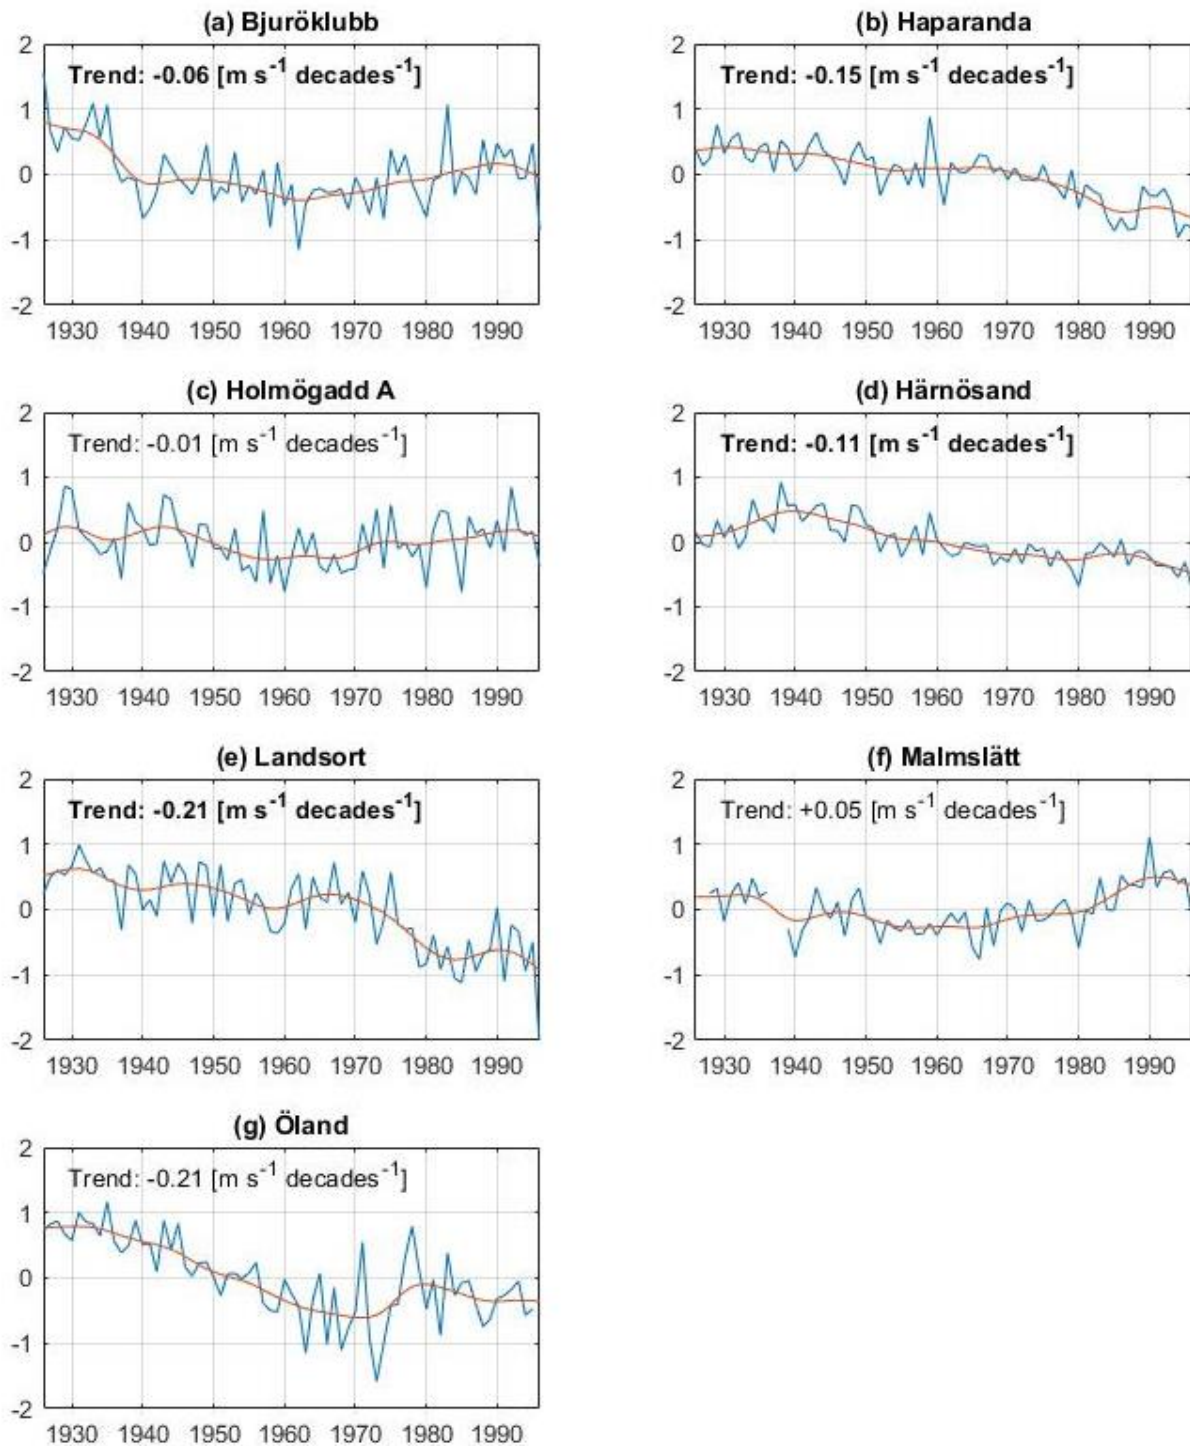 (a) Bjuröklubb
Trend: -0.06 [m s⁻¹ decades⁻¹]
2
1
0
-1
-2
1930 1940 1950 1960 1970 1980 1990
(b) Haparanda
Trend: -0.15 [m s⁻¹ decades⁻¹]
2
1
0
-1
-2
1930 1940 1950 1960 1970 1980 1990
(c) Holmögadd A
Trend: -0.01 [m s⁻¹ decades⁻¹]
2
1
0
-1
-2
1930 1940 1950 1960 1970 1980 1990
(d) Härnösand
Trend: -0.11 [m s⁻¹ decades⁻¹]
2
1
0
-1
-2
1930 1940 1950 1960 1970 1980 1990
(e) Landsort
Trend: -0.21 [m s⁻¹ decades⁻¹]
2
1
0
-1
-2
1930 1940 1950 1960 1970 1980 1990
(f) Malmslätt
Trend: +0.05 [m s⁻¹ decades⁻¹]
2
1
0
-1
-2
1930 1940 1950 1960 1970 1980 1990
(g) Öland
Trend: -0.21 [m s⁻¹ decades⁻¹]
2
1
0
-1
-2
1930 1940 1950 1960 1970 1980 1990